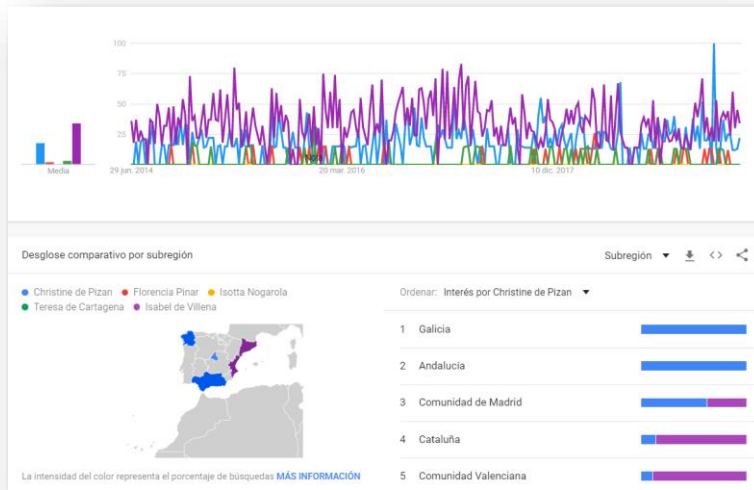 100
75
50
25
Nota
Media
29 jun. 2014
20 mar. 2016
10 dic. 2017
Desglose comparativo por subregión
Subregión
Christine de Pizan Florencia Pinar Isotta Nogarola
Teresa de Cartagena Isabel de Villena
Ordenar: Interés por Christine de Pizan
1 Galicia
2 Andalucía
3 Comunidad de Madrid
4 Cataluña
5 Comunidad Valenciana
La intensidad del color representa el porcentaje de búsquedas MÁS INFORMACIÓN